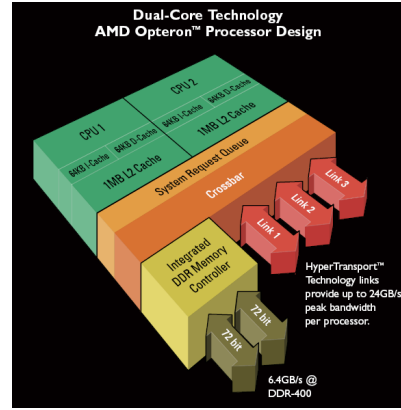 Dual-Core Technology
AMD Opteron™ Processor Design
CPU 1
CPU 2
64KB I-Cache
64KB D-Cache
64KB I-Cache
64KB D-Cache
1MB L2 Cache
1MB L2 Cache
System Request Queue
Crossbar
Integrated
DDR Memory
Controller
Link 1
Link 2
Link 3
HyperTransport™
Technology links
provide up to 24GB/s
peak bandwidth
per processor.
72 bit
72 bit
6.4GB/s @
DDR-400